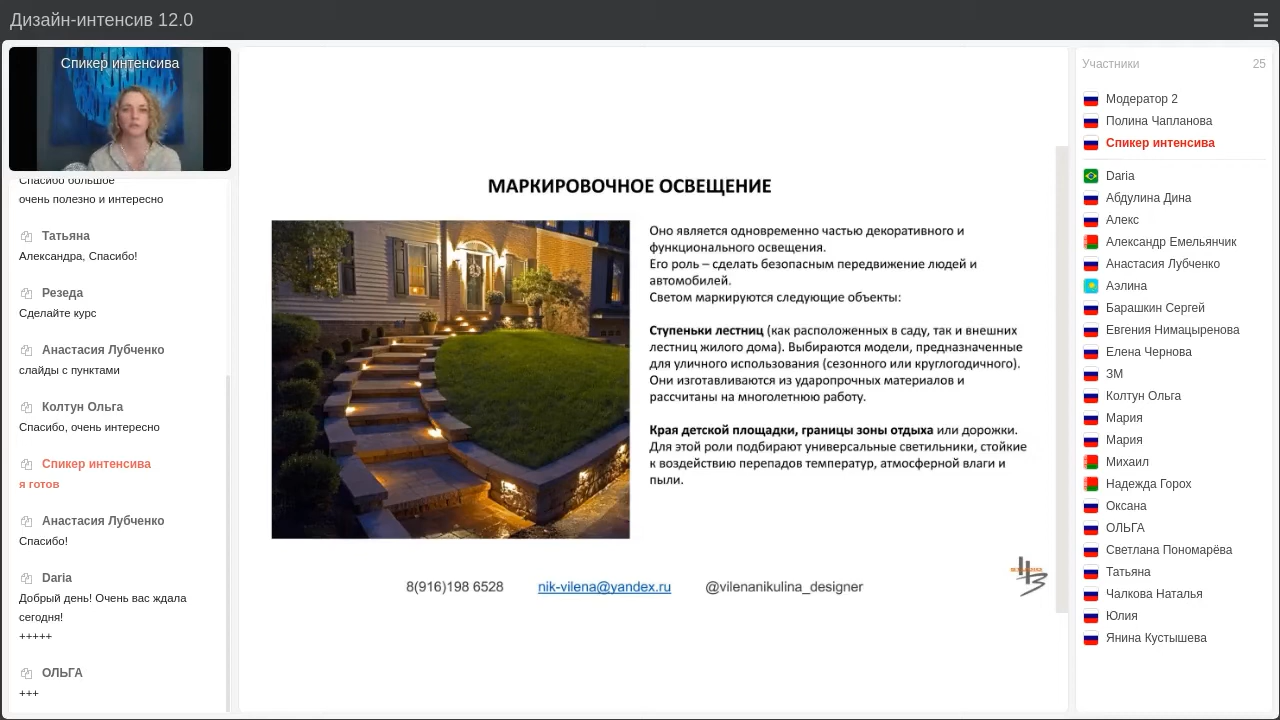 Дизайн-интенсив 12.0
Спикер интенсива
Спасибо большое
очень полезно и интересно
Татьяна
Александра, Спасибо!
Резеда
Сделайте курс
Анастасия Лубченко
слайды с пунктами
Колтун Ольга
Спасибо, очень интересно
Спикер интенсива
я готов
Анастасия Лубченко
Спасибо!
Daria
Добрый день! Очень вас ждала
сегодня!
+++++
ОЛЬГА
+++
МАРКИРОВОЧНОЕ ОСВЕЩЕНИЕ
Оно является одновременно частью декоративного и
функционального освещения.
Его роль – сделать безопасным передвижение людей и
автомобилей.
Светом маркируются следующие объекты:
Ступеньки лестниц (как расположенных в саду, так и внешних
лестниц жилого дома). Выбираются модели, предназначенные
для уличного использования (сезонного или круглогодичного).
Они изготавливаются из ударопрочных материалов и
рассчитаны на многолетнюю работу.
Края детской площадки, границы зоны отдыха или дорожки.
Для этой роли подбирают универсальные светильники, стойкие
к воздействию перепадов температур, атмосферной влаги и
пыли.
8(916)198 6528 nik-vilena@yandex.ru @vilenanikulina_designer
Участники 25
Модератор 2
Полина Чапланова
Спикер интенсива
Daria
Абдулина Дина
Алекс
Александр Емельянчик
Анастасия Лубченко
Аэлина
Барашкин Сергей
Евгения Нимацыренова
Елена Чернова
ЗМ
Колтун Ольга
Мария
Мария
Михаил
Надежда Горох
Оксана
ОЛЬГА
Светлана Пономарёва
Татьяна
Чалкова Наталья
Юлия
Янина Кустышева